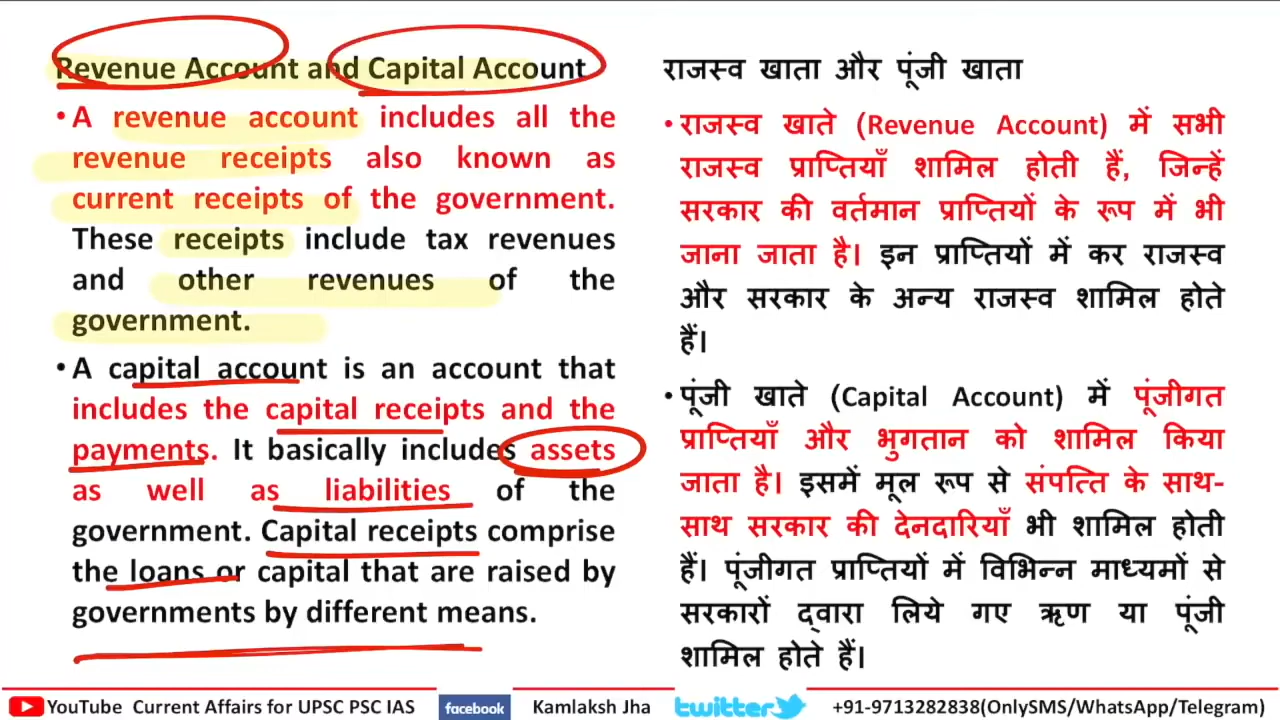 Revenue Account and Capital Account
• A revenue account includes all the
revenue receipts also known as
current receipts of the government.
These receipts include tax revenues
and other revenues of the
government.
• A capital account is an account that
includes the capital receipts and the
payments. It basically includes assets
as well as liabilities of the
government. Capital receipts comprise
the loans or capital that are raised by
governments by different means.
राजस्व खाता और पूंजी खाता
• राजस्व खाते (Revenue Account) में सभी
राजस्व प्राप्तियाँ शामिल होती हैं, जिन्हें
सरकार की वर्तमान प्राप्तियों के रूप में भी
जाना जाता है। इन प्राप्तियों में कर राजस्व
और सरकार के अन्य राजस्व शामिल होते
हैं।
• पूंजी खाते (Capital Account) में पूंजीगत
प्राप्तियाँ और भुगतान को शामिल किया
जाता है। इसमें मूल रूप से संपत्ति के साथ-
साथ सरकार की देनदारियाँ भी शामिल होती
हैं। पूंजीगत प्राप्तियों में विभिन्न माध्यमों से
सरकारों द्वारा लिये गए ऋण या पूंजी
शामिल होते हैं।
YouTube Current Affairs for UPSC PSC IAS facebook Kamlaksh Jha twitter +91-9713282838(OnlySMS/WhatsApp/Telegram)